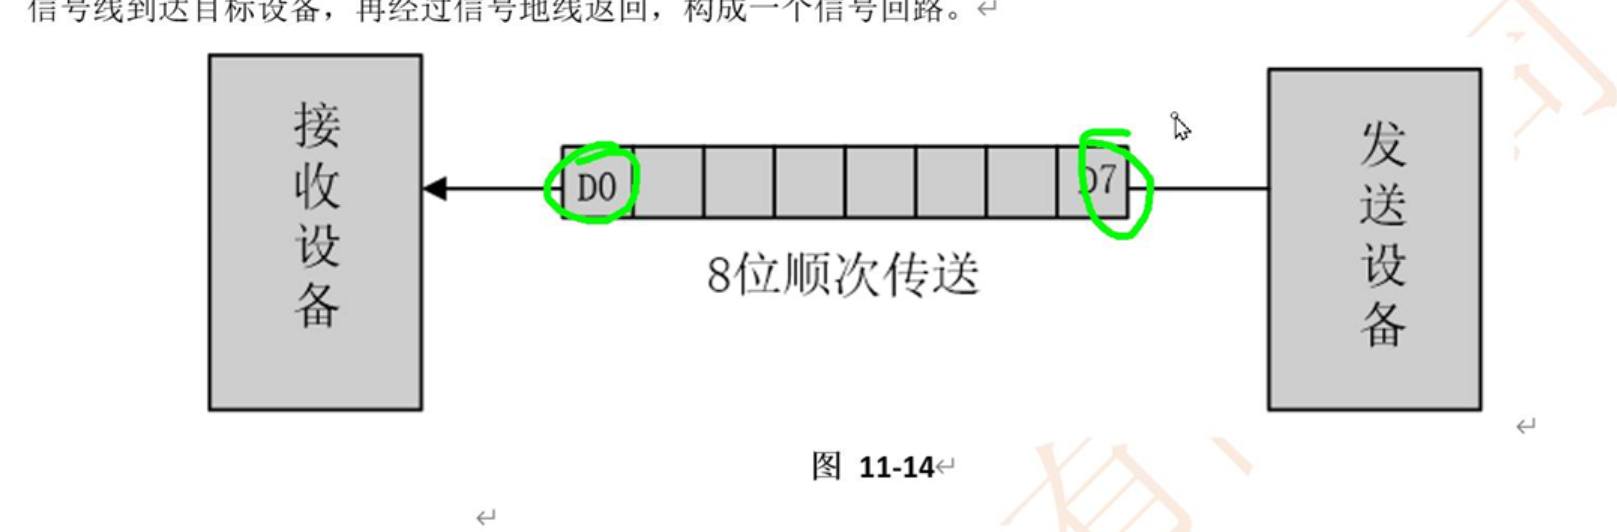 信号线到达目标设备，再经过信号地线返回，构成一个信号回路。
接收设备
D0
D7
发送设备
8位顺次传送
图 11-14